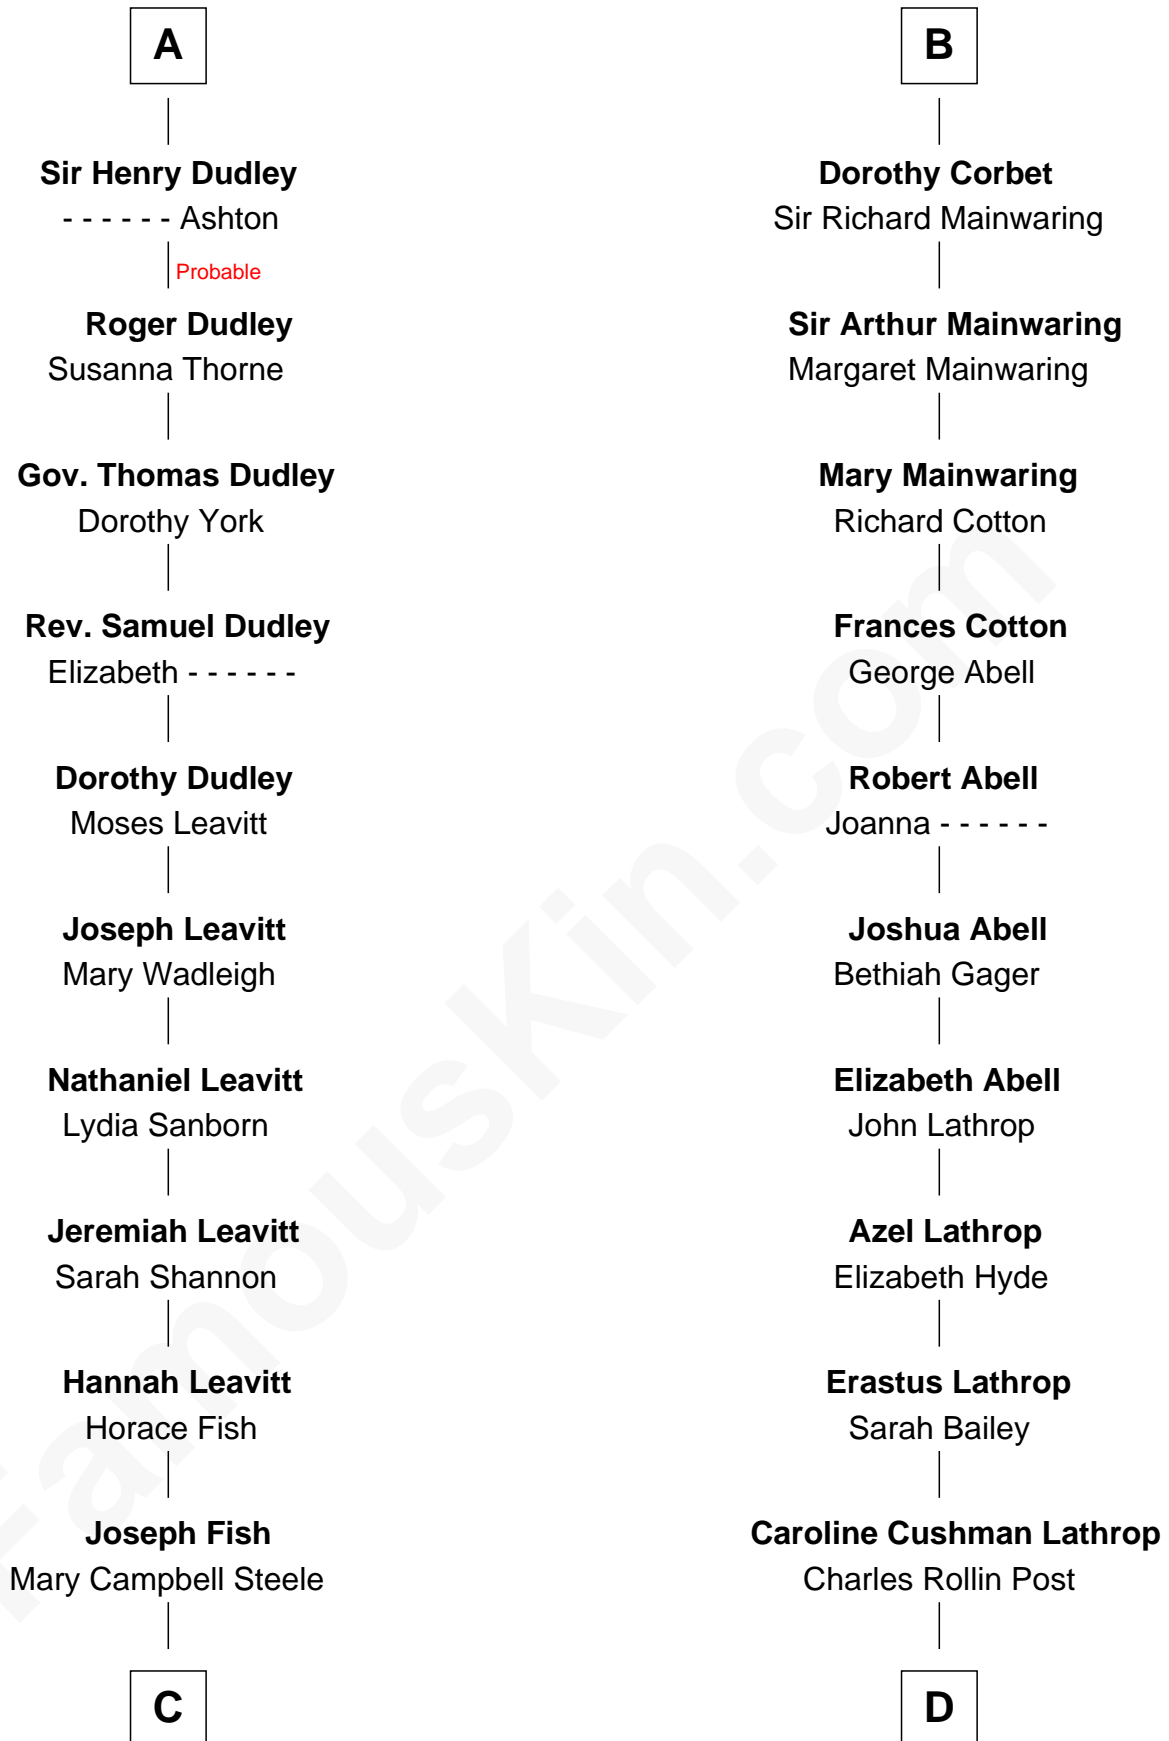 A
Sir Henry Dudley
- - - - - - Ashton
Probable
Roger Dudley
Susanna Thorne
Gov. Thomas Dudley
Dorothy York
Rev. Samuel Dudley
Elizabeth - - - - - -
Dorothy Dudley
Moses Leavitt
Joseph Leavitt
Mary Wadleigh
Nathaniel Leavitt
Lydia Sanborn
Jeremiah Leavitt
Sarah Shannon
Hannah Leavitt
Horace Fish
Joseph Fish
Mary Campbell Steele
C
B
Dorothy Corbet
Sir Richard Mainwaring
Sir Arthur Mainwaring
Margaret Mainwaring
Mary Mainwaring
Richard Cotton
Frances Cotton
George Abell
Robert Abell
Joanna - - - - - -
Joshua Abell
Bethiah Gager
Elizabeth Abell
John Lathrop
Azel Lathrop
Elizabeth Hyde
Erastus Lathrop
Sarah Bailey
Caroline Cushman Lathrop
Charles Rollin Post
D
FamousKin.com